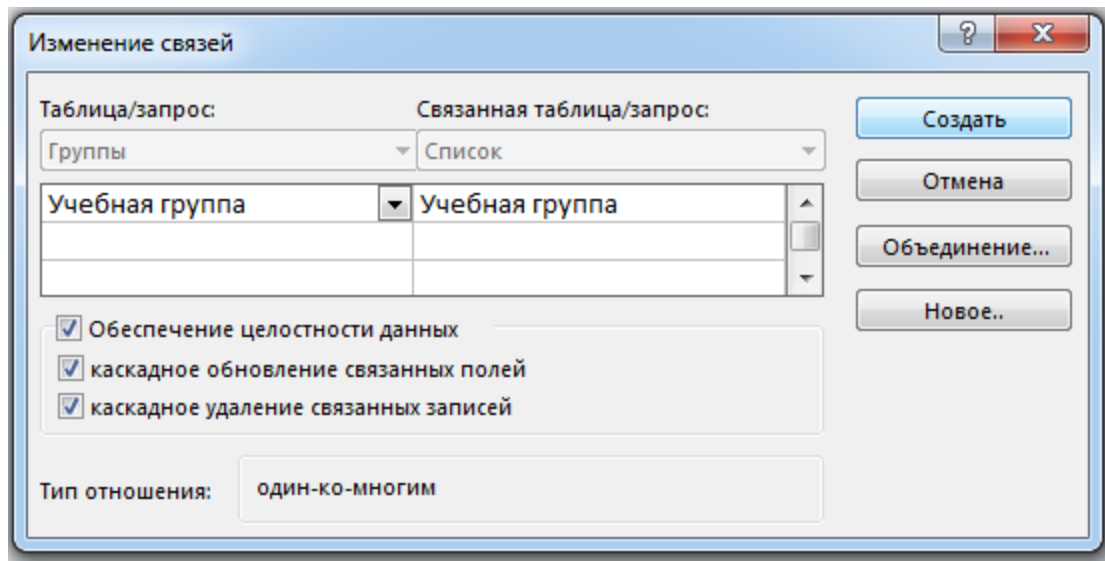 Изменение связей
Таблица/запрос: Связанная таблица/запрос:
Группы Список
Учебная группа Учебная группа
Обеспечение целостности данных
каскадное обновление связанных полей
каскадное удаление связанных записей
Тип отношения: один-ко-многим
Создать
Отмена
Объединение...
Новое..